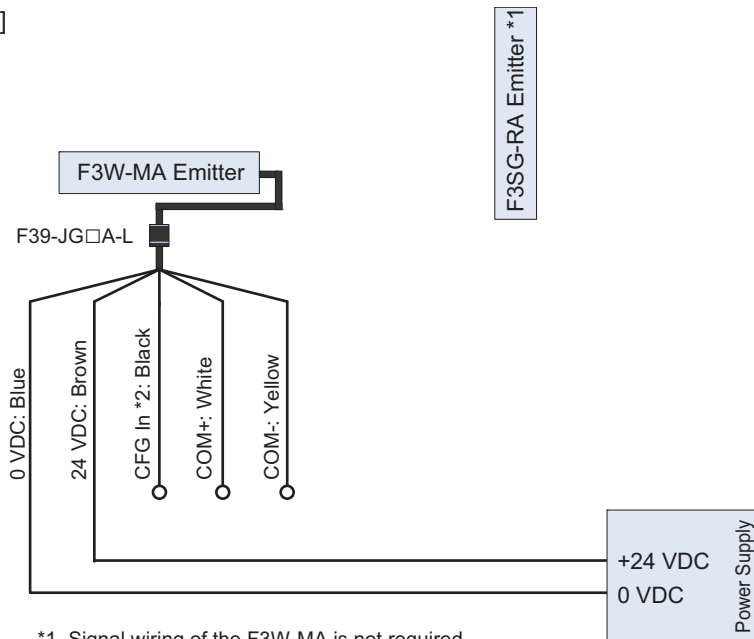 ]
F3SG-RA Emitter *1
F3W-MA Emitter
F39-JG□A-L
0 VDC: Blue
24 VDC: Brown
CFG In *2: Black
COM+: White
COM-: Yellow
+24 VDC
0 VDC
Power Supply
*1. Signal wiring of the F3W-MA is not required